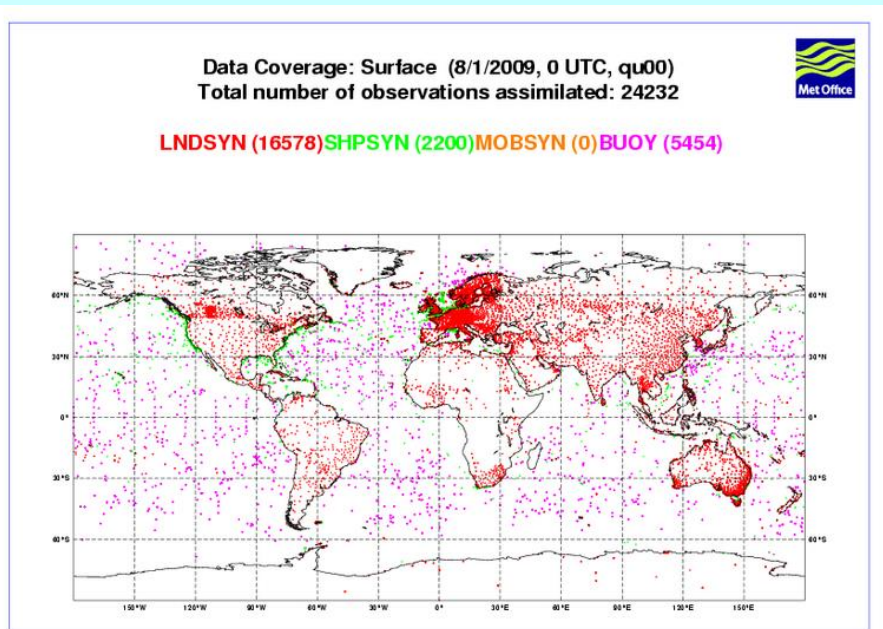 Data Coverage: Surface (8/1/2009, 0 UTC, qu00)
Total number of observations assimilated: 24232
Met Office
LNDSYN (16578)SHPSYN (2200)MOBSYN (0)BUOY (5454)
60°N 60°N
30°N 30°N
0° 0°
30°S 30°S
60°S 60°S
150°W 120°W 90°W 60°W 30°W 0° 30°E 60°E 90°E 120°E 150°E